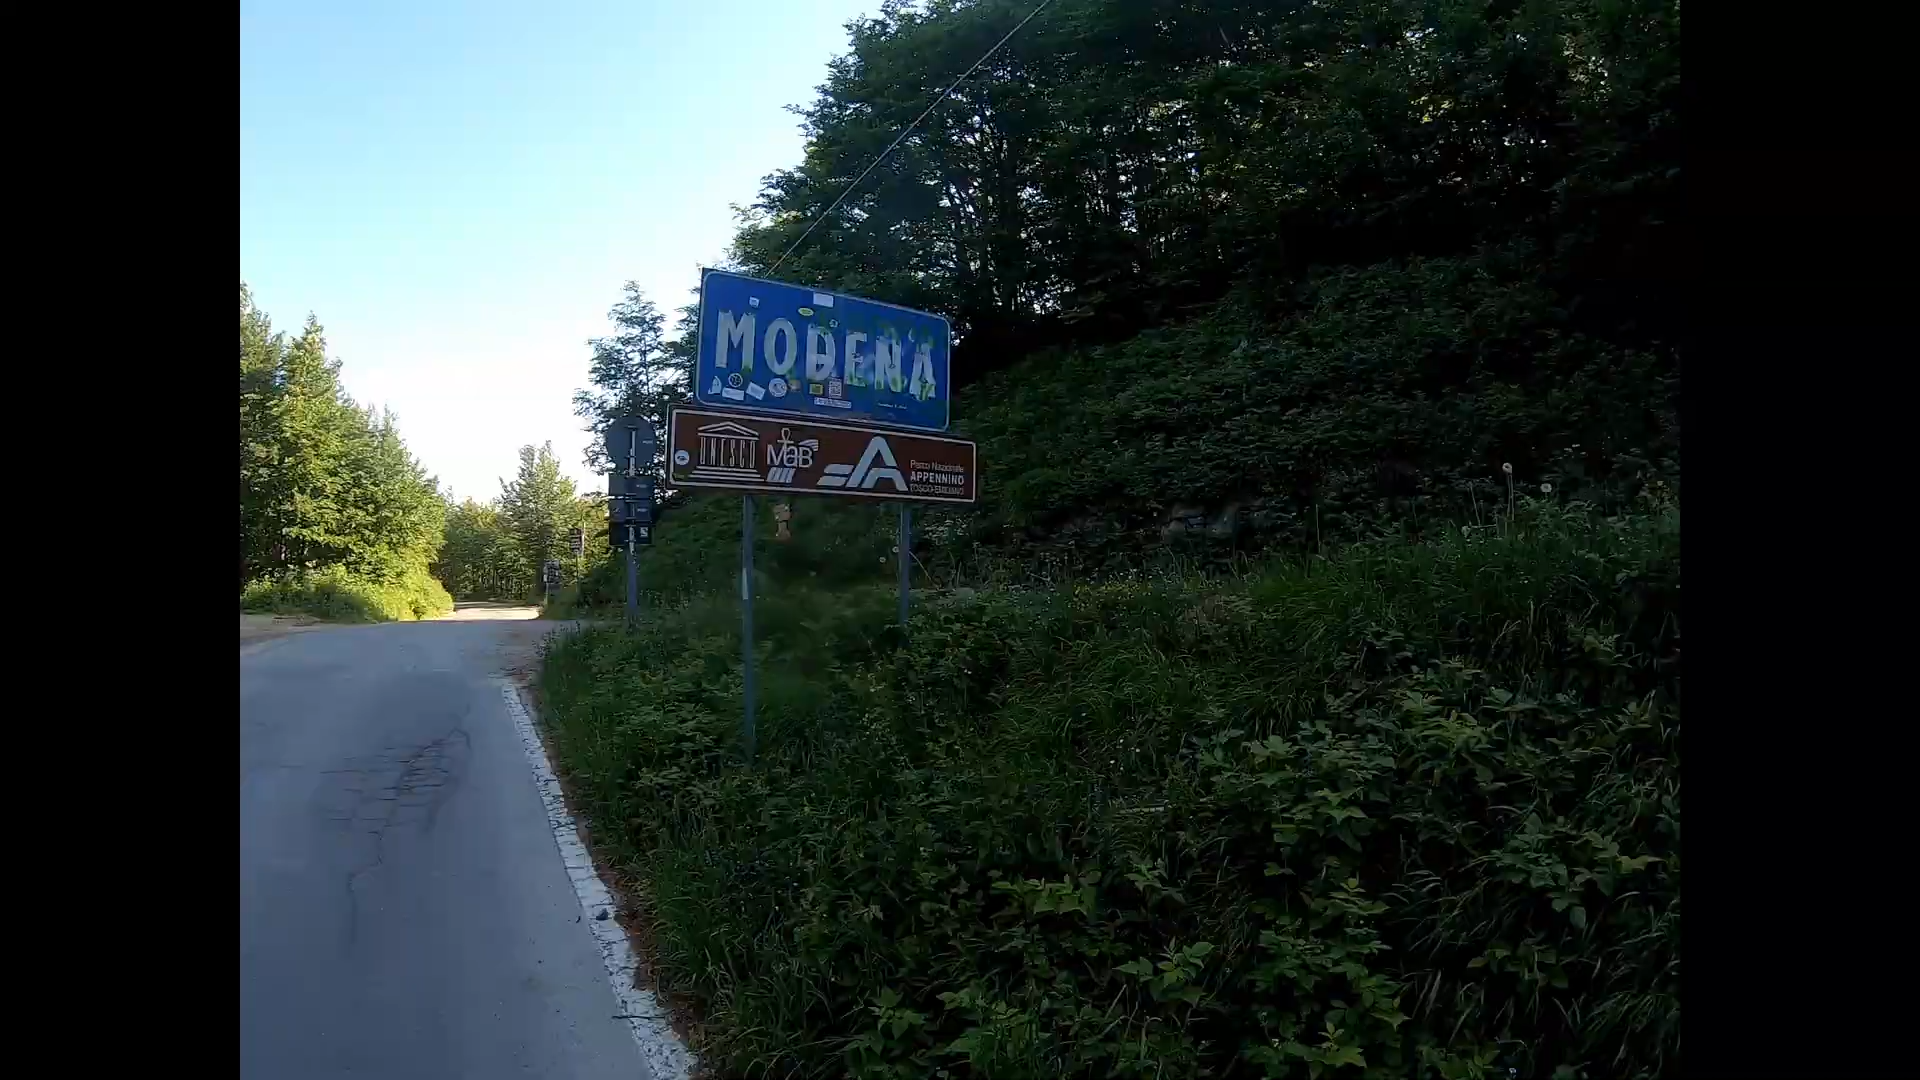 MODENA
UNESCO
MaB
Parco Nazionale
APPENNINO
TOSCO-EMILIANO